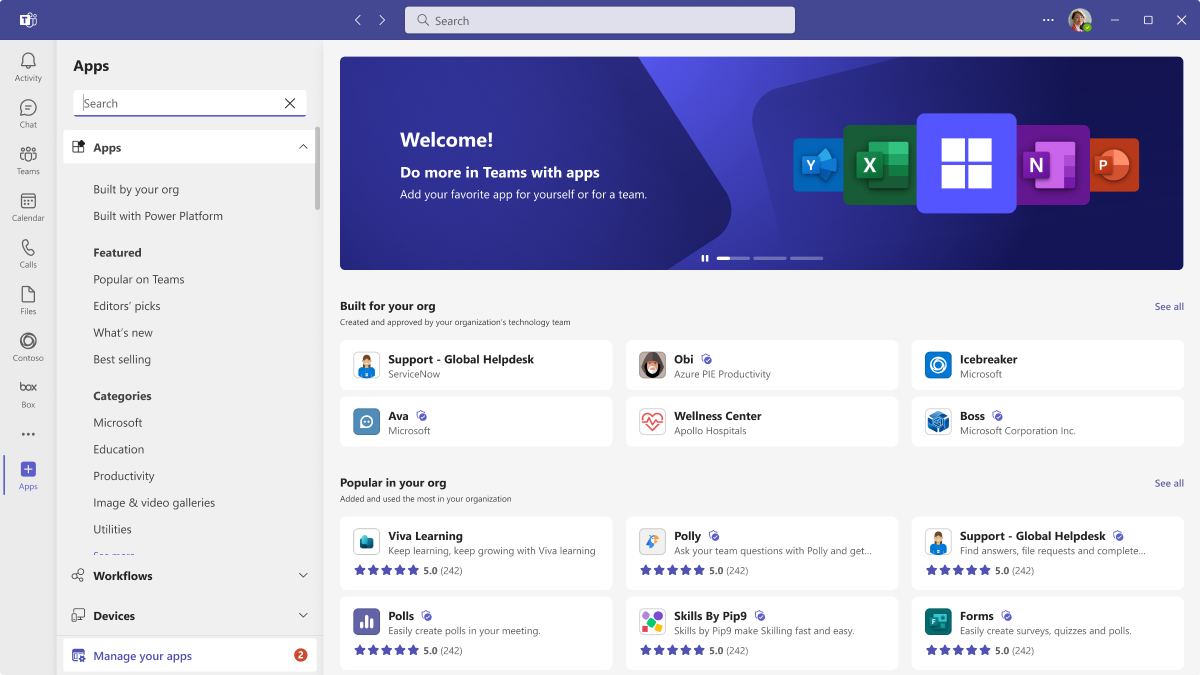 Search
Activity
Chat
Teams
Calendar
Calls
Files
Contoso
box
Box
Apps
Apps
Search
Apps
Built by your org
Built with Power Platform
Featured
Popular on Teams
Editors' picks
What's new
Best selling
Categories
Microsoft
Education
Productivity
Image & video galleries
Utilities
See more
Workflows
Devices
Manage your apps
2
Welcome!
Do more in Teams with apps
Add your favorite app for yourself or for a team.
Y
X
N
P
Built for your org
See all
Created and approved by your organization's technology team
Support - Global Helpdesk
ServiceNow
Obi
Azure PIE Productivity
Icebreaker
Microsoft
Ava
Microsoft
Wellness Center
Apollo Hospitals
Boss
Microsoft Corporation Inc.
Popular in your org
See all
Added and used the most in your organization
Viva Learning
Keep learning, keep growing with Viva learning
5.0 (242)
Polly
Ask your team questions with Polly and get...
5.0 (242)
Support - Global Helpdesk
Find answers, file requests and complete...
5.0 (242)
Polls
Easily create polls in your meeting.
5.0 (242)
Skills By Pip9
Skills by Pip9 make Skilling fast and easy.
5.0 (242)
Forms
Easily create surveys, quizzes and polls.
5.0 (242)